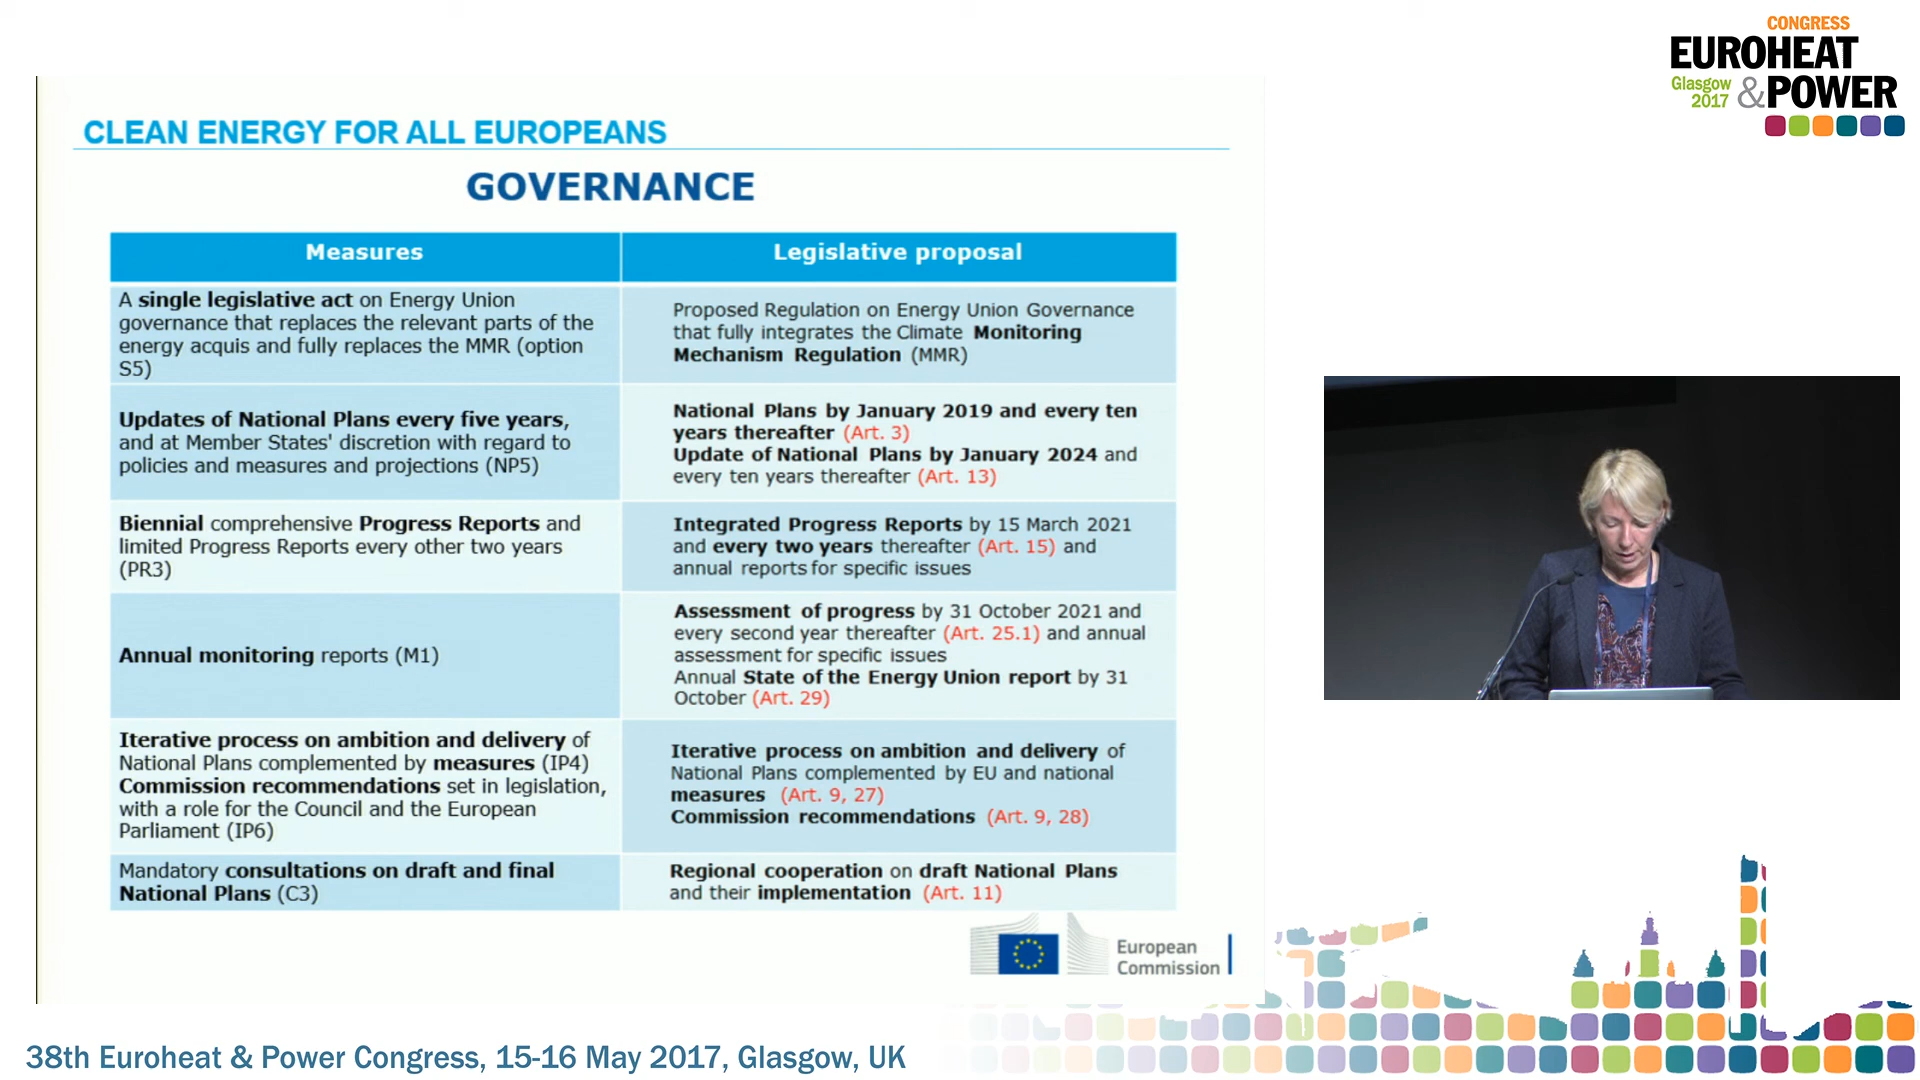 CONGRESS
EUROHEAT
Glasgow
2017
&POWER
CLEAN ENERGY FOR ALL EUROPEANS
GOVERNANCE
Measures
Legislative proposal
A single legislative act on Energy Union
governance that replaces the relevant parts of the
energy acquis and fully replaces the MMR (option
S5)
Proposed Regulation on Energy Union Governance
that fully integrates the Climate Monitoring
Mechanism Regulation (MMR)
Updates of National Plans every five years,
and at Member States' discretion with regard to
policies and measures and projections (NP5)
National Plans by January 2019 and every ten
years thereafter (Art. 3)
Update of National Plans by January 2024 and
every ten years thereafter (Art. 13)
Biennial comprehensive Progress Reports and
limited Progress Reports every other two years
(PR3)
Integrated Progress Reports by 15 March 2021
and every two years thereafter (Art. 15) and
annual reports for specific issues
Annual monitoring reports (M1)
Assessment of progress by 31 October 2021 and
every second year thereafter (Art. 25.1) and annual
assessment for specific issues
Annual State of the Energy Union report by 31
October (Art. 29)
Iterative process on ambition and delivery of
National Plans complemented by measures (IP4)
Commission recommendations set in legislation,
with a role for the Council and the European
Parliament (IP6)
Iterative process on ambition and delivery of
National Plans complemented by EU and national
measures (Art. 9, 27)
Commission recommendations (Art. 9, 28)
Mandatory consultations on draft and final
National Plans (C3)
Regional cooperation on draft National Plans
and their implementation (Art. 11)
European
Commission
38th Euroheat & Power Congress, 15-16 May 2017, Glasgow, UK